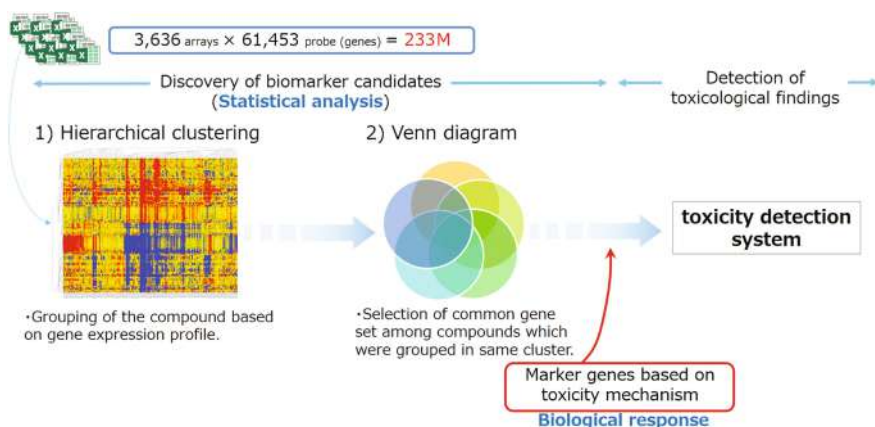 3,636 arrays × 61,453 probe (genes) = 233M
Discovery of biomarker candidates
(Statistical analysis)
Detection of
toxicological findings
1) Hierarchical clustering
2) Venn diagram
toxicity detection
system
・Grouping of the compound based
on gene expression profile.
・Selection of common gene
set among compounds which
were grouped in same cluster.
Marker genes based on
toxicity mechanism
Biological response